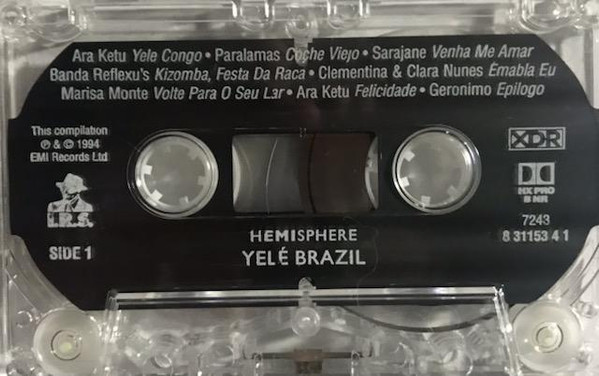 Ara Ketu Yele Congo • Paralamas Coche Viejo • Sarajane Venha Me Amar
Banda Reflexu's Kizomba, Festa Da Raca • Clementina & Clara Nunes Emabla Eu
Marisa Monte Volte Para O Seu Lar • Ara Ketu Felicidade • Geronimo Epilogo
This compilation
℗ & © 1994
EMI Records Ltd
I.R.S.
SIDE 1
XDR
HX PRO
B NR
7243
8 31153 4 1
HEMISPHERE
YELÉ BRAZIL